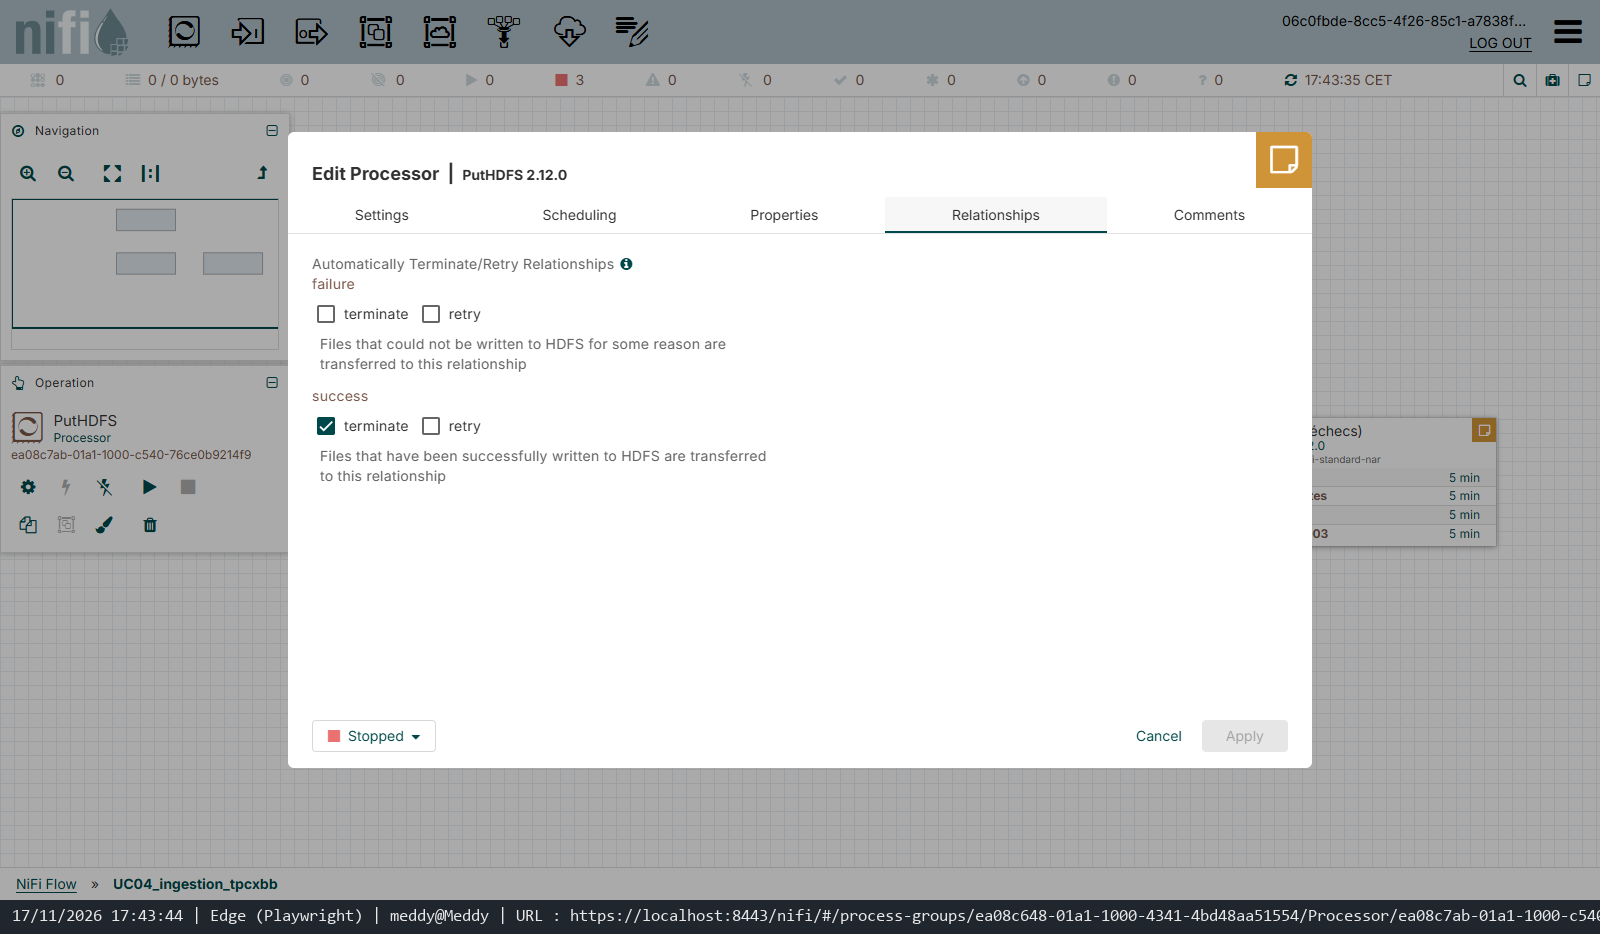 nifi
06c0fbde-8cc5-4f26-85c1-a7838f...
LOG OUT
0
0 / 0 bytes
0
0
0
3
0
0
0
0
0
0
? 0
17:43:35 CET
Navigation
Operation
PutHDFS
Processor
ea08c7ab-01a1-1000-c540-76ce0b9214f9
Edit Processor | PutHDFS 2.12.0
Settings
Scheduling
Properties
Relationships
Comments
Automatically Terminate/Retry Relationships
failure
terminate
retry
Files that could not be written to HDFS for some reason are
transferred to this relationship
success
terminate
retry
Files that have been successfully written to HDFS are transferred
to this relationship
Stopped
Cancel
Apply
échecs)
2.0
i-standard-nar
5 min
tes 5 min
5 min
03 5 min
NiFi Flow » UC04_ingestion_tpcxbb
17/11/2026 17:43:44 | Edge (Playwright) | meddy@Meddy | URL : https://localhost:8443/nifi/#/process-groups/ea08c648-01a1-1000-4341-4bd48aa51554/Processor/ea08c7ab-01a1-1000-c540